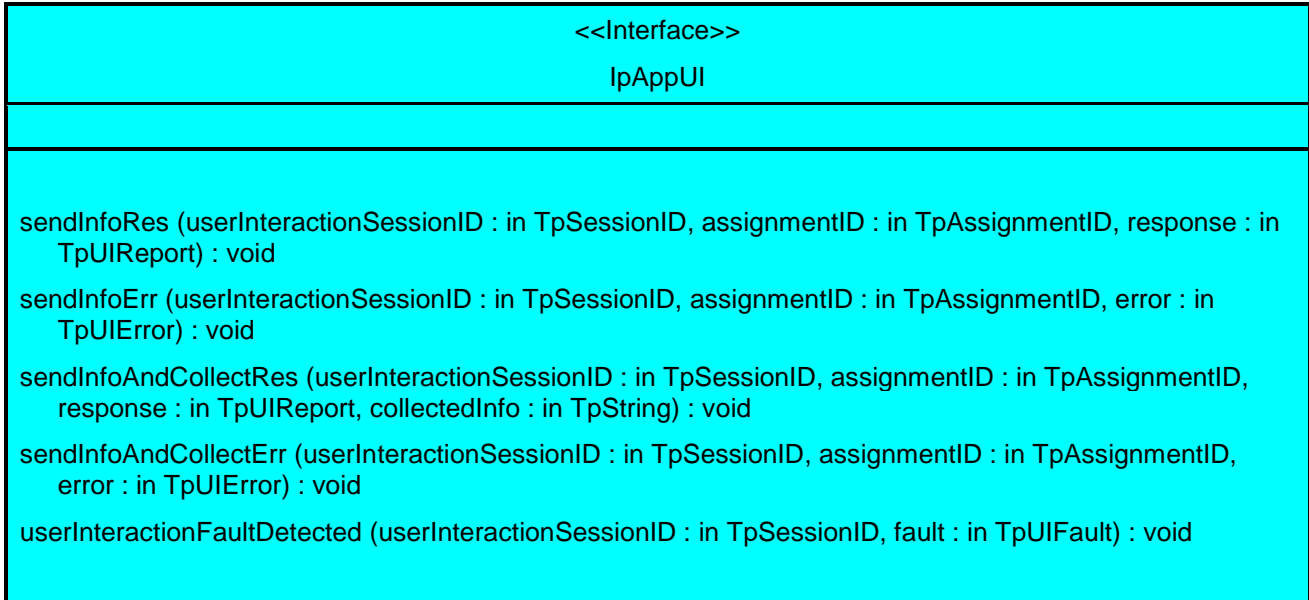 <<Interface>>
IpAppUI
sendInfoRes (userInteractionSessionID : in TpSessionID, assignmentID : in TpAssignmentID, response : in
TpUIReport) : void
sendInfoErr (userInteractionSessionID : in TpSessionID, assignmentID : in TpAssignmentID, error : in
TpUIError) : void
sendInfoAndCollectRes (userInteractionSessionID : in TpSessionID, assignmentID : in TpAssignmentID,
response : in TpUIReport, collectedInfo : in TpString) : void
sendInfoAndCollectErr (userInteractionSessionID : in TpSessionID, assignmentID : in TpAssignmentID,
error : in TpUIError) : void
userInteractionFaultDetected (userInteractionSessionID : in TpSessionID, fault : in TpUIFault) : void